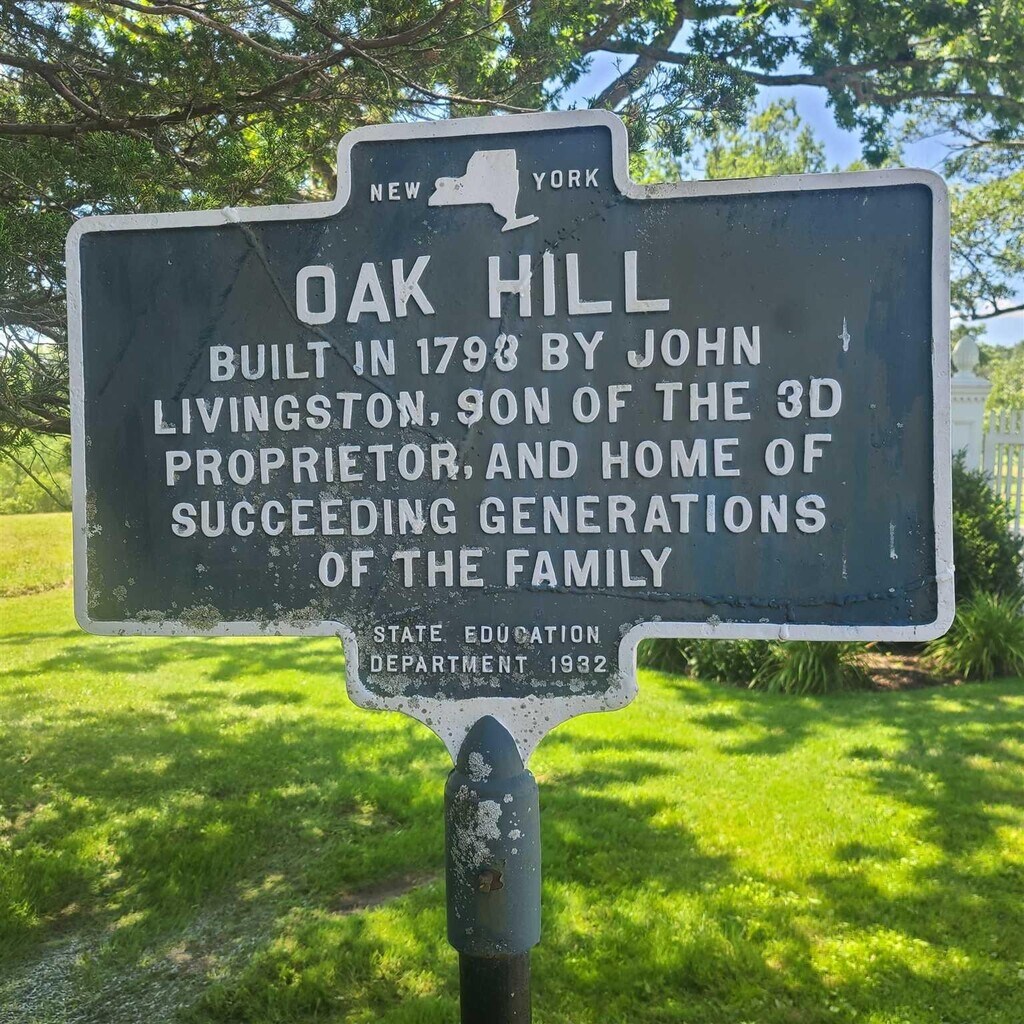 NEW YORK
OAK HILL
BUILT IN 1793 BY JOHN
LIVINGSTON, SON OF THE 3D
PROPRIETOR, AND HOME OF
SUCCEEDING GENERATIONS
OF THE FAMILY
STATE EDUCATION
DEPARTMENT 1932